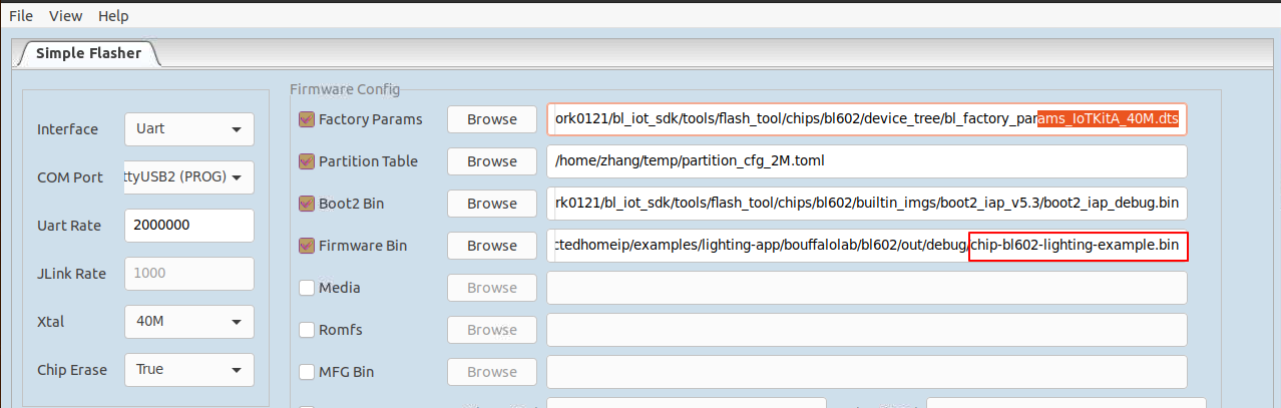 File View Help
Simple Flasher
Firmware Config
Interface Uart
COM Port ttyUSB2 (PROG)
Uart Rate 2000000
JLink Rate 1000
Xtal 40M
Chip Erase True
Factory Params Browse ork0121/bl_iot_sdk/tools/flash_tool/chips/bl602/device_tree/bl_factory_params_IoTKitA_40M.dts
Partition Table Browse /home/zhang/temp/partition_cfg_2M.toml
Boot2 Bin Browse rk0121/bl_iot_sdk/tools/flash_tool/chips/bl602/builtin_imgs/boot2_iap_v5.3/boot2_iap_debug.bin
Firmware Bin Browse ctedhomeip/examples/lighting-app/bouffalolab/bl602/out/debug/chip-bl602-lighting-example.bin
Media Browse
Romfs Browse
MFG Bin Browse